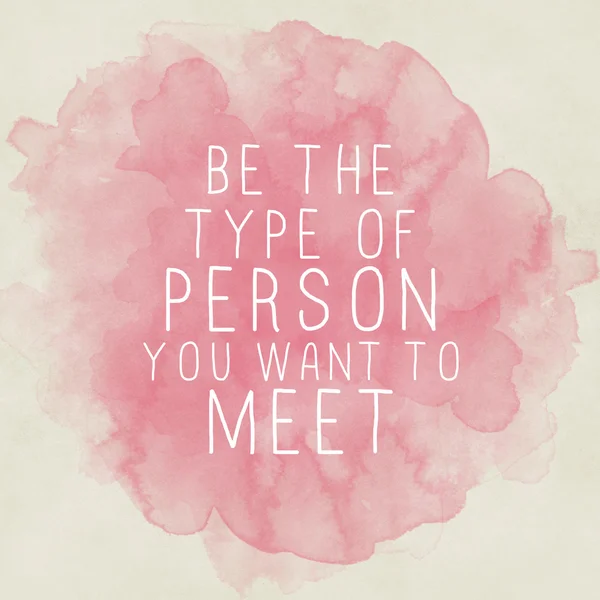 BE THE
TYPE OF
PERSON
YOU WANT TO
MEET